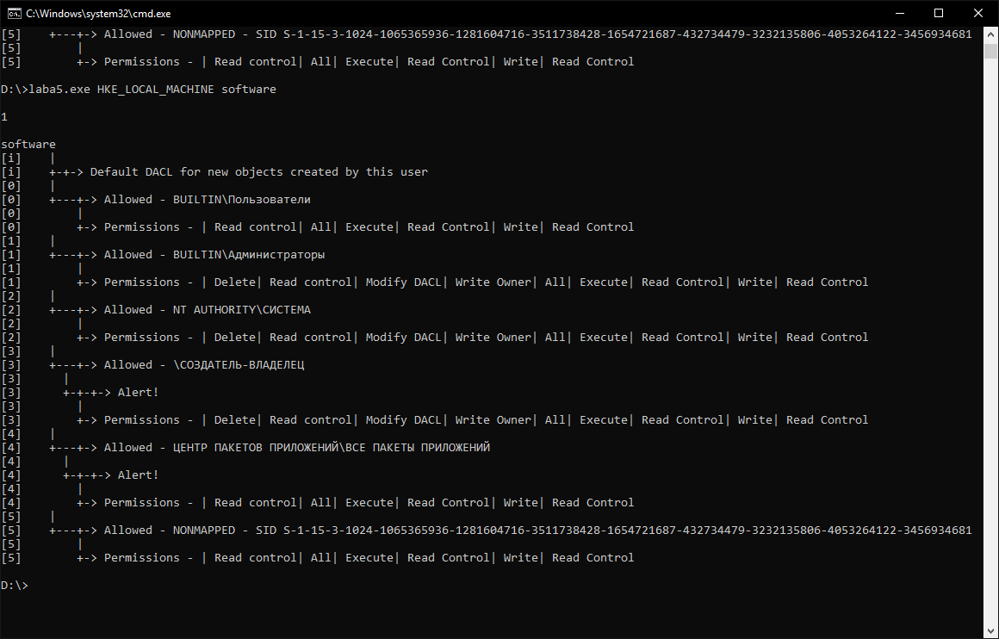 C:\Windows\system32\cmd.exe
[5]    +---+-> Allowed - NONMAPPED - SID S-1-15-3-1024-1065365936-1281604716-3511738428-1654721687-432734479-3232135806-4053264122-3456934681
[5]        |
[5]        +-> Permissions - | Read control| All| Execute| Read Control| Write| Read Control
D:\>laba5.exe HKE_LOCAL_MACHINE software
1
software
[i]    |
[i]    +-+-> Default DACL for new objects created by this user
[0]    |
[0]    +---+-> Allowed - BUILTIN\Пользователи
[0]        |
[0]        +-> Permissions - | Read control| All| Execute| Read Control| Write| Read Control
[1]    |
[1]    +---+-> Allowed - BUILTIN\Администраторы
[1]        |
[1]        +-> Permissions - | Delete| Read control| Modify DACL| Write Owner| All| Execute| Read Control| Write| Read Control
[2]    |
[2]    +---+-> Allowed - NT AUTHORITY\СИСТЕМА
[2]        |
[2]        +-> Permissions - | Delete| Read control| Modify DACL| Write Owner| All| Execute| Read Control| Write| Read Control
[3]    |
[3]    +---+-> Allowed - \СОЗДАТЕЛЬ-ВЛАДЕЛЕЦ
[3]      |
[3]      +-+-+-> Alert!
[3]        |
[3]        +-> Permissions - | Delete| Read control| Modify DACL| Write Owner| All| Execute| Read Control| Write| Read Control
[4]    |
[4]    +---+-> Allowed - ЦЕНТР ПАКЕТОВ ПРИЛОЖЕНИЙ\ВСЕ ПАКЕТЫ ПРИЛОЖЕНИЙ
[4]      |
[4]      +-+-+-> Alert!
[4]        |
[4]        +-> Permissions - | Read control| All| Execute| Read Control| Write| Read Control
[5]    |
[5]    +---+-> Allowed - NONMAPPED - SID S-1-15-3-1024-1065365936-1281604716-3511738428-1654721687-432734479-3232135806-4053264122-3456934681
[5]        |
[5]        +-> Permissions - | Read control| All| Execute| Read Control| Write| Read Control
D:\>